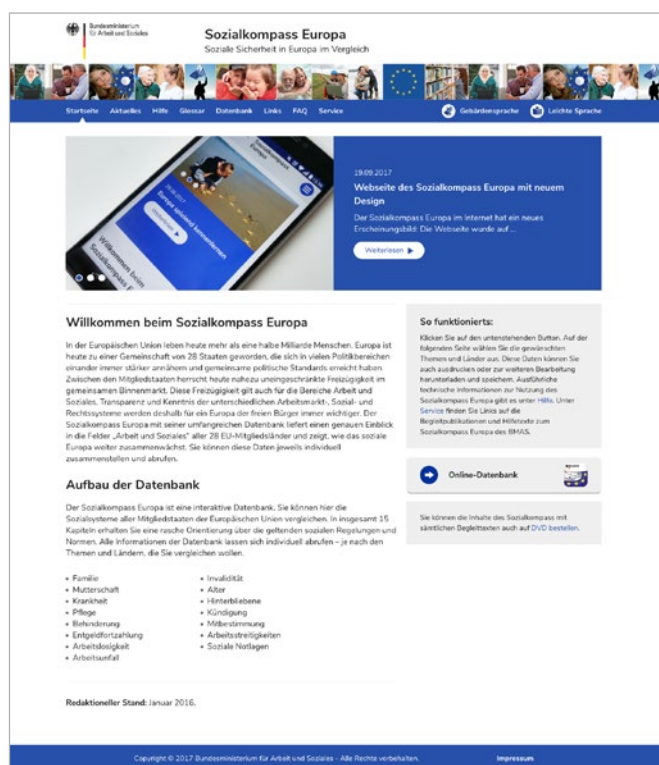 Bundesministerium
für Arbeit und Soziales
Sozialkompass Europa
Soziale Sicherheit in Europa im Vergleich
Startseite Aktuelles Hilfe Glossar Datenbank Links FAQ Service Gebärdensprache Leichte Sprache
Sozialkompass
Europa
29.06.2017
Europa spielend kennenlernen
Weiterlesen
Willkommen beim
Sozialkompass E
19.09.2017
Webseite des Sozialkompass Europa mit neuem
Design
Der Sozialkompass Europa im Internet hat ein neues
Erscheinungsbild: Die Webseite wurde auf ...
Weiterlesen
Willkommen beim Sozialkompass Europa
In der Europäischen Union leben heute mehr als eine halbe Milliarde Menschen. Europa ist
heute zu einer Gemeinschaft von 28 Staaten geworden, die sich in vielen Politikbereichen
einander immer stärker annähern und gemeinsame politische Standards erreicht haben.
Zwischen den Mitgliedstaaten herrscht heute nahezu uneingeschränkte Freizügigkeit im
gemeinsamen Binnenmarkt. Diese Freizügigkeit gilt auch für die Bereiche Arbeit und
Soziales. Transparenz und Kenntnis der unterschiedlichen Arbeitsmarkt-, Sozial- und
Rechtssysteme werden deshalb für ein Europa der freien Bürger immer wichtiger. Der
Sozialkompass Europa mit seiner umfangreichen Datenbank liefert einen genauen Einblick
in die Felder „Arbeit und Soziales“ aller 28 EU-Mitgliedsländer und zeigt, wie das soziale
Europa weiter zusammenwächst. Sie können diese Daten jeweils individuell
zusammenstellen und abrufen.
Aufbau der Datenbank
Der Sozialkompass Europa ist eine interaktive Datenbank. Sie können hier die
Sozialsysteme aller Mitgliedstaaten der Europäischen Union vergleichen. In insgesamt 15
Kapiteln erhalten Sie eine rasche Orientierung über die geltenden sozialen Regelungen und
Normen. Alle Informationen der Datenbank lassen sich individuell abrufen – je nach den
Themen und Ländern, die Sie vergleichen wollen.
• Familie
• Mutterschaft
• Krankheit
• Pflege
• Behinderung
• Entgeltfortzahlung
• Arbeitslosigkeit
• Arbeitsunfall
• Invalidität
• Alter
• Hinterbliebene
• Kündigung
• Mitbestimmung
• Arbeitsstreitigkeiten
• Soziale Notlagen
Redaktioneller Stand: Januar 2016.
So funktionierts:
Klicken Sie auf den untenstehenden Button. Auf der
folgenden Seite wählen Sie die gewünschten
Themen und Länder aus. Diese Daten können Sie
auch ausdrucken oder zur weiteren Bearbeitung
herunterladen und speichern. Ausführliche
technische Informationen zur Nutzung des
Sozialkompass Europa gibt es unter Hilfe. Unter
Service finden Sie Links auf die
Begleitpublikationen und Hilfetexte zum
Sozialkompass Europa des BMAS.
Online-Datenbank
Sie können die Inhalte des Sozialkompass mit
sämtlichen Begleittexten auch auf DVD bestellen.
Copyright © 2017 Bundesministerium für Arbeit und Soziales - Alle Rechte vorbehalten. Impressum